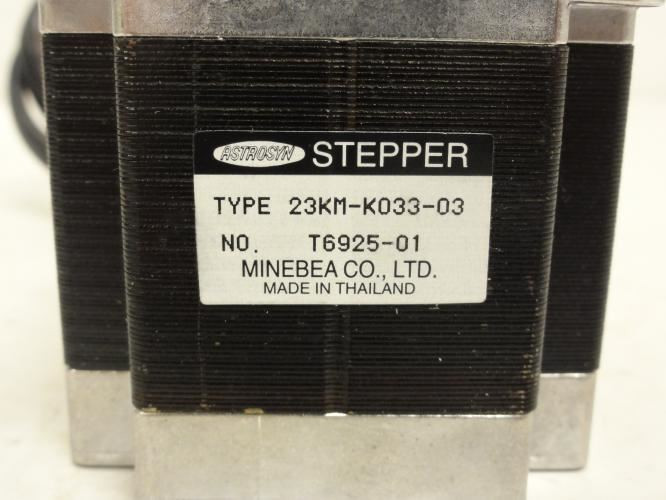 ASTROSYN STEPPER
TYPE 23KM-K033-03
NO. T6925-01
MINEBEA CO., LTD.
MADE IN THAILAND